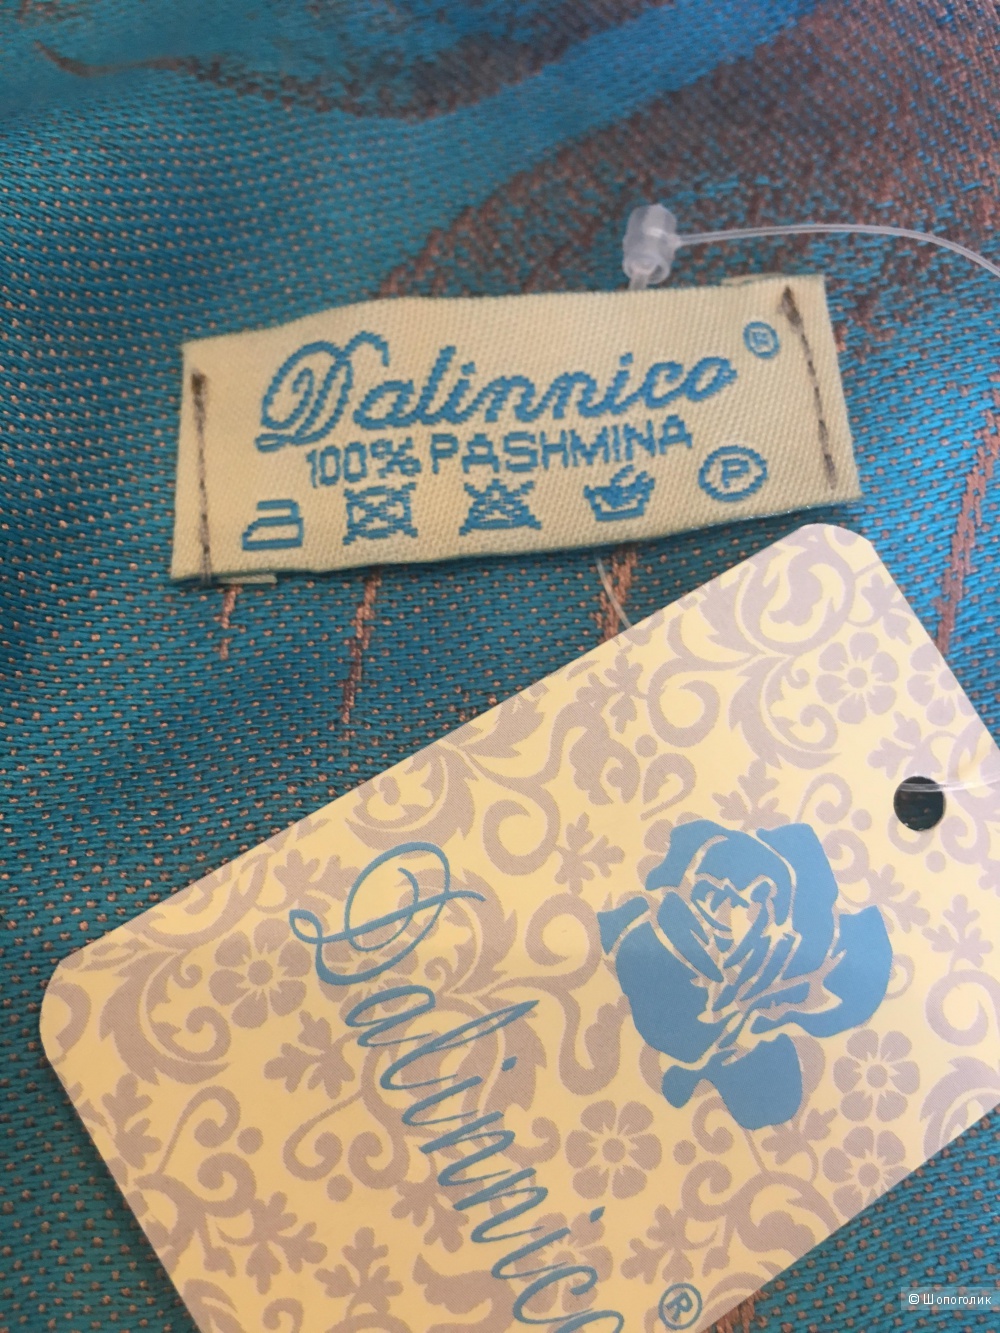 Dalinnico ®
100% PASHMINA
P
Dalinnico ®
© Шопоголик